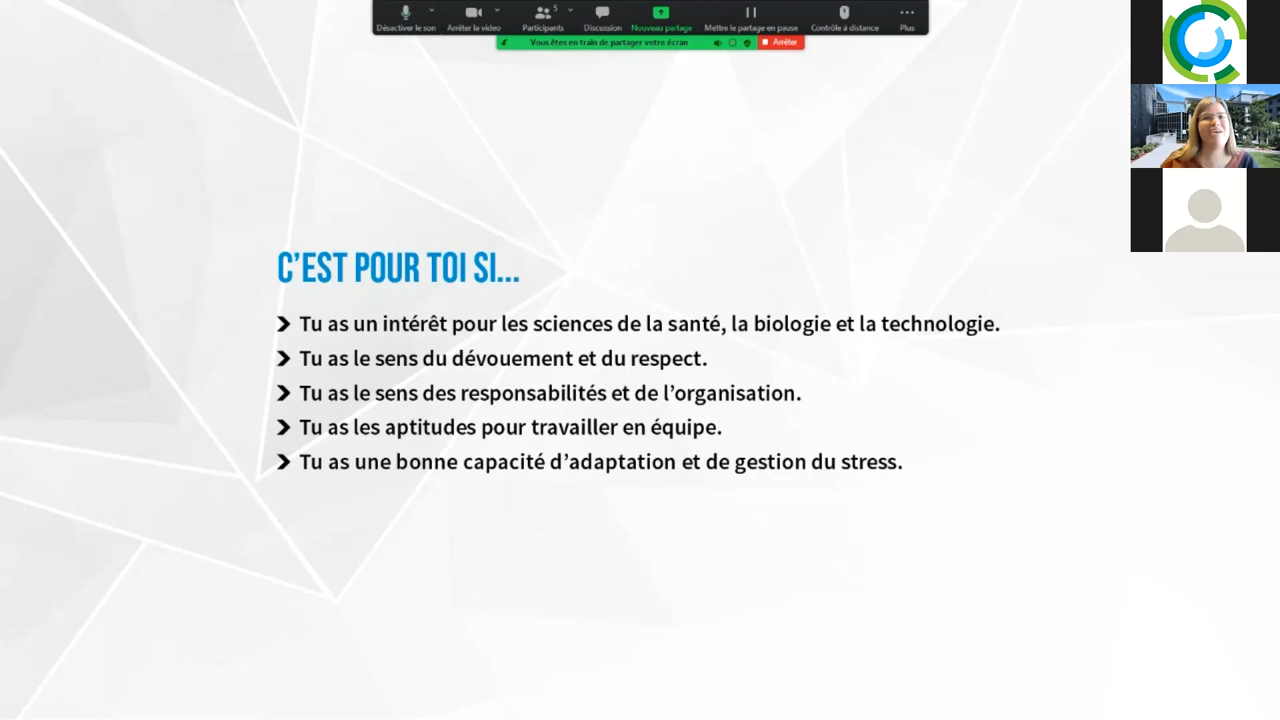 5
Désactiver le son
Arrêter la vidéo
Participants
Discussion
Nouveau partage
Mettre le partage en pause
Contrôle à distance
Plus
Vous êtes en train de partager votre écran
Arrêter
C'EST POUR TOI SI...
Tu as un intérêt pour les sciences de la santé, la biologie et la technologie.
Tu as le sens du dévouement et du respect.
Tu as le sens des responsabilités et de l'organisation.
Tu as les aptitudes pour travailler en équipe.
Tu as une bonne capacité d'adaptation et de gestion du stress.